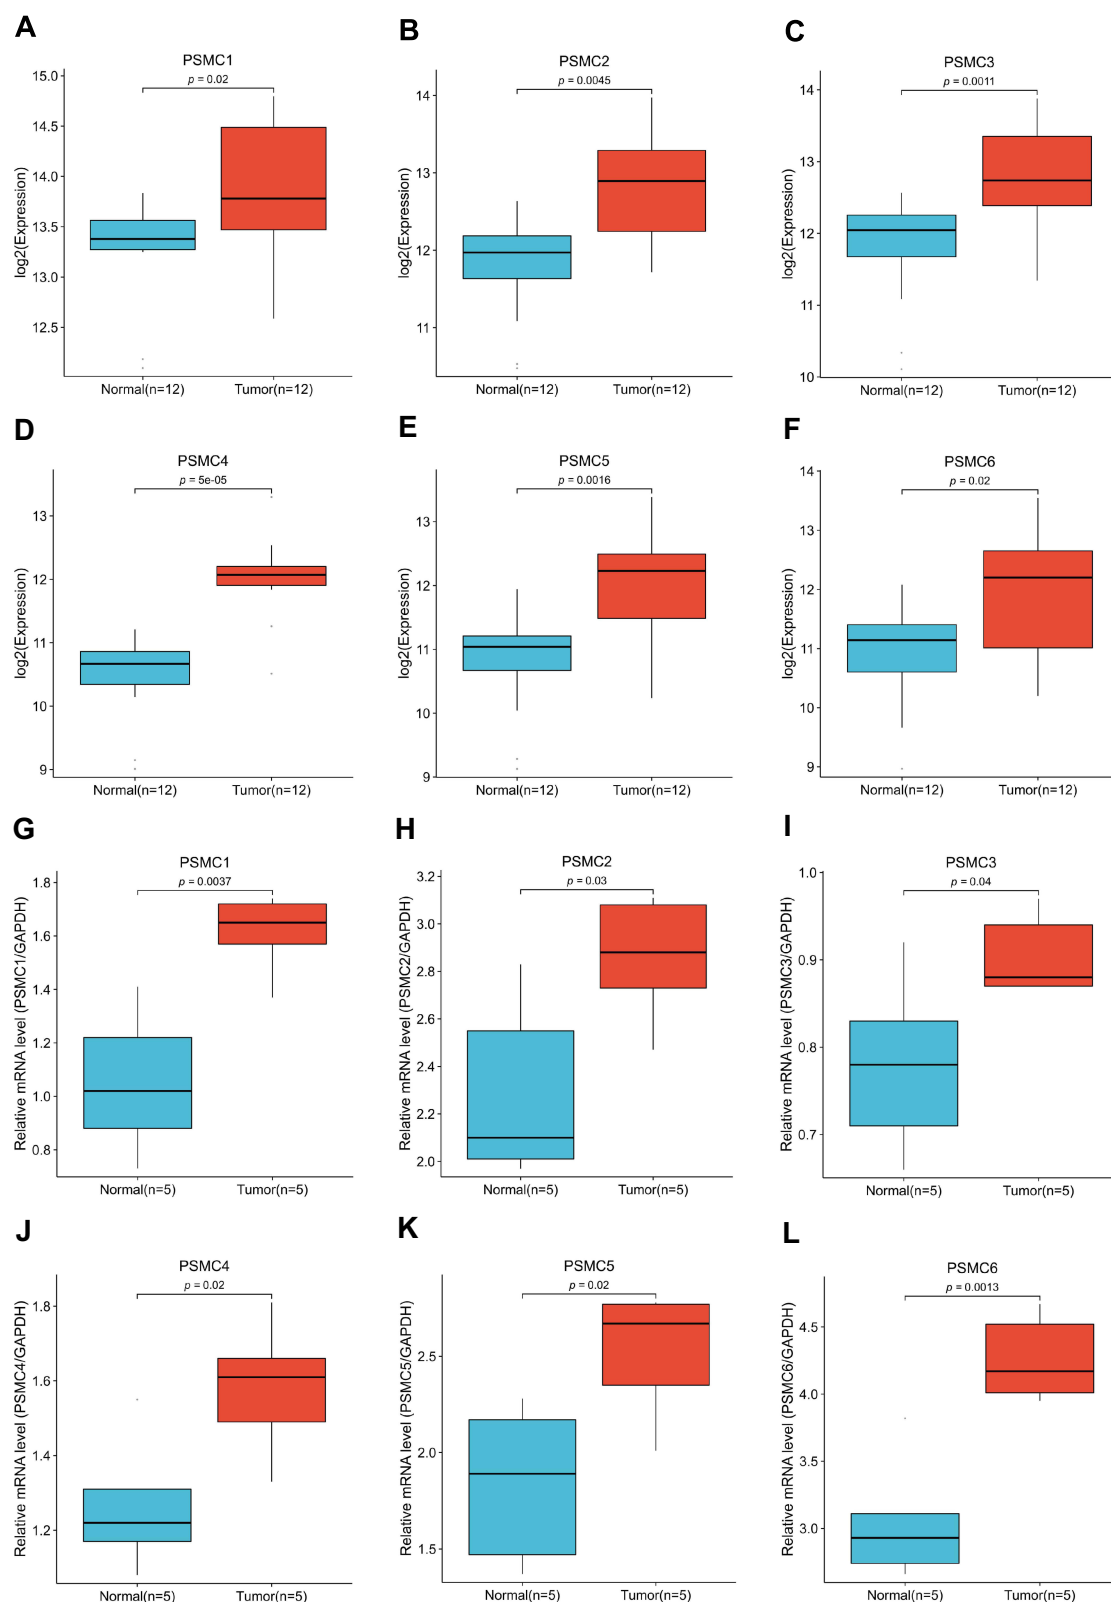 A
PSMC1
p = 0.02
15.0
14.5
14.0
13.5
13.0
12.5
log2(Expression)
Normal(n=12) Tumor(n=12)
B
PSMC2
p = 0.0045
14
13
12
11
log2(Expression)
Normal(n=12) Tumor(n=12)
C
PSMC3
p = 0.0011
14
13
12
11
10
log2(Expression)
Normal(n=12) Tumor(n=12)
D
PSMC4
p = 5e-05
13
12
11
10
9
log2(Expression)
Normal(n=12) Tumor(n=12)
E
PSMC5
p = 0.0016
13
12
11
10
9
log2(Expression)
Normal(n=12) Tumor(n=12)
F
PSMC6
p = 0.02
14
13
12
11
10
9
log2(Expression)
Normal(n=12) Tumor(n=12)
G
PSMC1
p = 0.0037
1.8
1.6
1.4
1.2
1.0
0.8
Relative mRNA level (PSMC1/GAPDH)
Normal(n=5) Tumor(n=5)
H
PSMC2
p = 0.03
3.2
3.0
2.8
2.6
2.4
2.2
2.0
Relative mRNA level (PSMC2/GAPDH)
Normal(n=5) Tumor(n=5)
I
PSMC3
p = 0.04
1.0
0.9
0.8
0.7
Relative mRNA level (PSMC3/GAPDH)
Normal(n=5) Tumor(n=5)
J
PSMC4
p = 0.02
1.8
1.6
1.4
1.2
Relative mRNA level (PSMC4/GAPDH)
Normal(n=5) Tumor(n=5)
K
PSMC5
p = 0.02
2.5
2.0
1.5
Relative mRNA level (PSMC5/GAPDH)
Normal(n=5) Tumor(n=5)
L
PSMC6
p = 0.0013
4.5
4.0
3.5
3.0
Relative mRNA level (PSMC6/GAPDH)
Normal(n=5) Tumor(n=5)